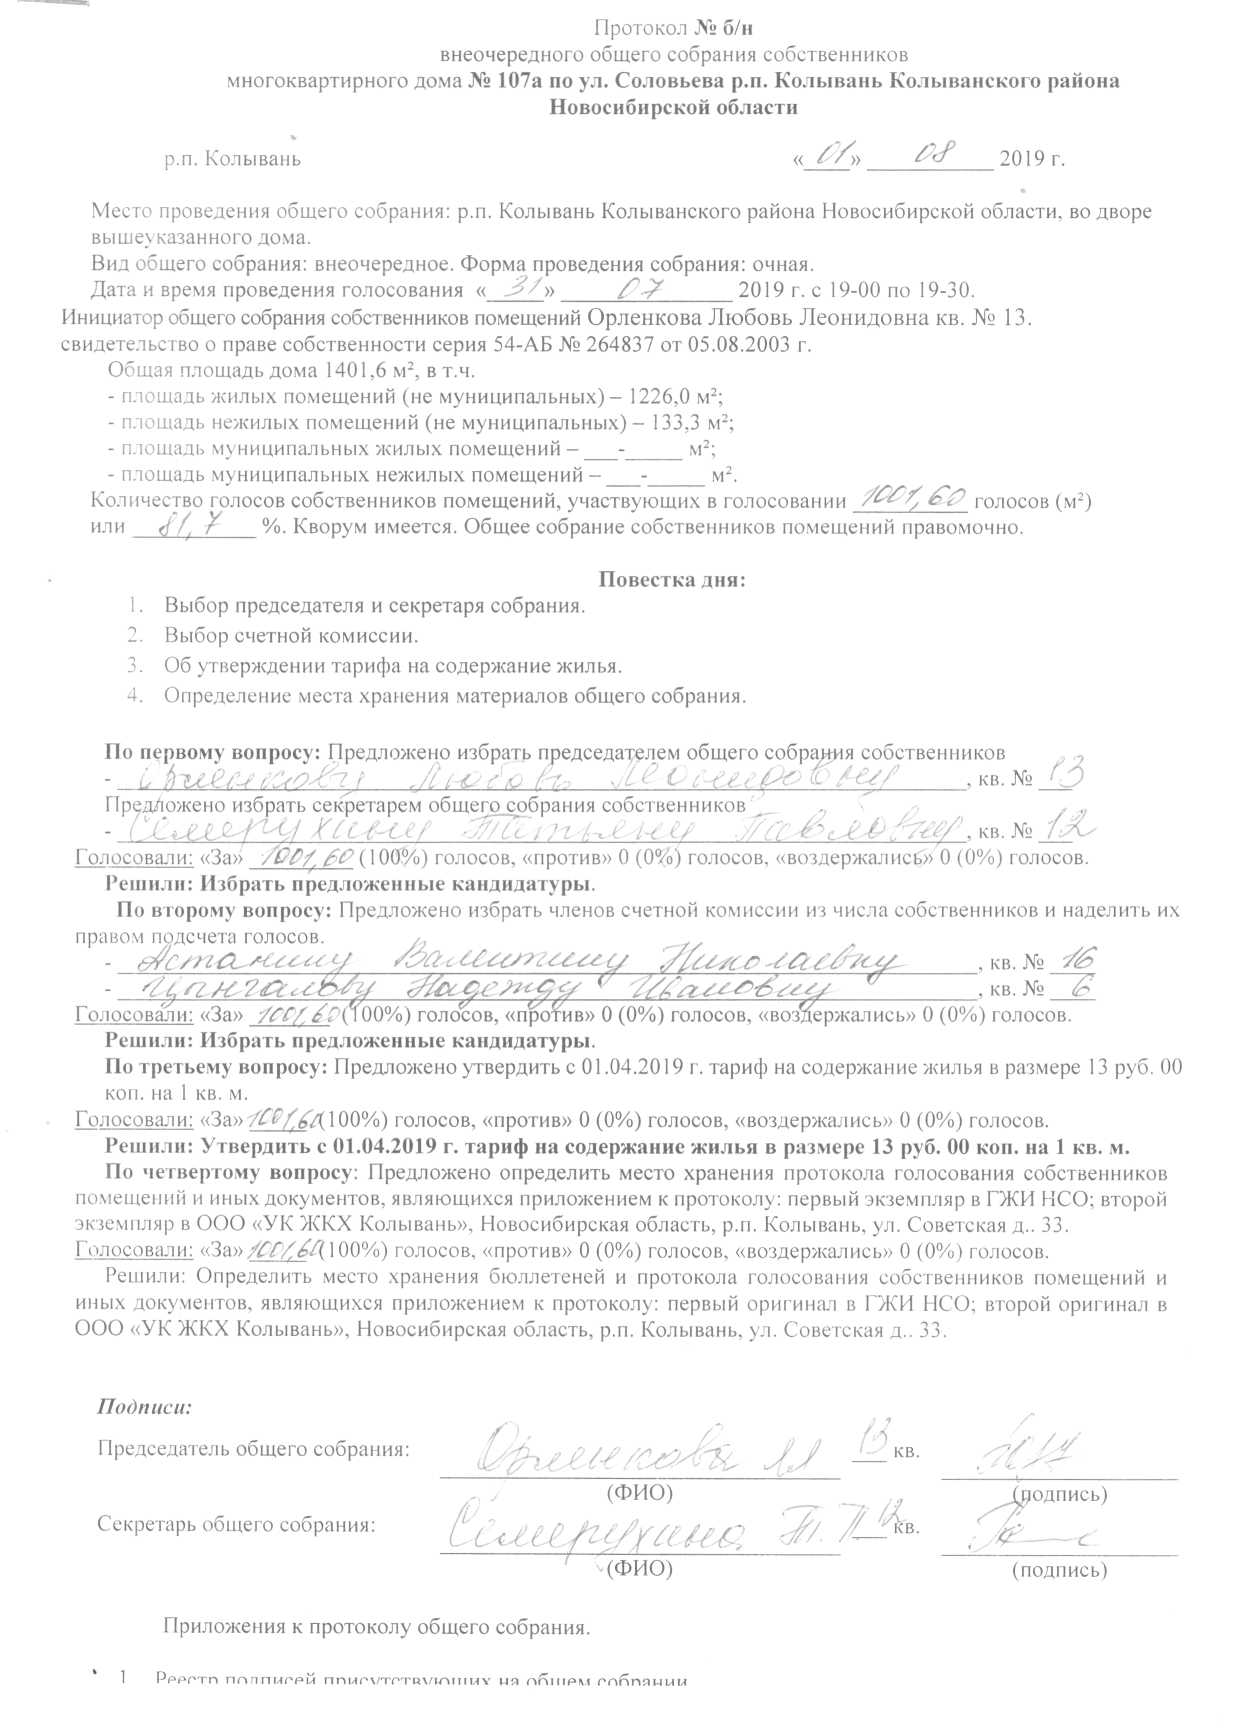 Протокол № б/н
внеочередного общего собрания собственников
многоквартирного дома № 107а по ул. Соловьева р.п. Колывань Колыванского района
Новосибирской области
р.п. Колывань «01» 08 2019 г.
Место проведения общего собрания: р.п. Колывань Колыванского района Новосибирской области, во дворе
вышеуказанного дома.
Вид общего собрания: внеочередное. Форма проведения собрания: очная.
Дата и время проведения голосования «31» 07 2019 г. с 19-00 по 19-30.
Инициатор общего собрания собственников помещений Орленкова Любовь Леонидовна кв. № 13.
свидетельство о праве собственности серия 54-АБ № 264837 от 05.08.2003 г.
Общая площадь дома 1401,6 м², в т.ч.
- площадь жилых помещений (не муниципальных) – 1226,0 м²;
- площадь нежилых помещений (не муниципальных) – 133,3 м²;
- площадь муниципальных жилых помещений – ___-_____ м²;
- площадь муниципальных нежилых помещений – ___-_____ м².
Количество голосов собственников помещений, участвующих в голосовании 1001,60 голосов (м²)
или 81,7 %. Кворум имеется. Общее собрание собственников помещений правомочно.
Повестка дня:
1. Выбор председателя и секретаря собрания.
2. Выбор счетной комиссии.
3. Об утверждении тарифа на содержание жилья.
4. Определение места хранения материалов общего собрания.
По первому вопросу: Предложено избрать председателем общего собрания собственников
- Орленкову Любовь Леонидовну, кв. № 13
Предложено избрать секретарем общего собрания собственников
- Семерухину Татьяну Павловну, кв. № 12
Голосовали: «За» 1001,60 (100%) голосов, «против» 0 (0%) голосов, «воздержались» 0 (0%) голосов.
Решили: Избрать предложенные кандидатуры.
По второму вопросу: Предложено избрать членов счетной комиссии из числа собственников и наделить их
правом подсчета голосов.
- Астанину Валентину Николаевну, кв. № 16
- Цынгалову Надежду Ивановну, кв. № 6
Голосовали: «За» 1001,60 (100%) голосов, «против» 0 (0%) голосов, «воздержались» 0 (0%) голосов.
Решили: Избрать предложенные кандидатуры.
По третьему вопросу: Предложено утвердить с 01.04.2019 г. тариф на содержание жилья в размере 13 руб. 00
коп. на 1 кв. м.
Голосовали: «За» 1001,60 (100%) голосов, «против» 0 (0%) голосов, «воздержались» 0 (0%) голосов.
Решили: Утвердить с 01.04.2019 г. тариф на содержание жилья в размере 13 руб. 00 коп. на 1 кв. м.
По четвертому вопросу: Предложено определить место хранения протокола голосования собственников
помещений и иных документов, являющихся приложением к протоколу: первый экземпляр в ГЖИ НСО; второй
экземпляр в ООО «УК ЖКХ Колывань», Новосибирская область, р.п. Колывань, ул. Советская д.. 33.
Голосовали: «За» 1001,60 (100%) голосов, «против» 0 (0%) голосов, «воздержались» 0 (0%) голосов.
Решили: Определить место хранения бюллетеней и протокола голосования собственников помещений и
иных документов, являющихся приложением к протоколу: первый оригинал в ГЖИ НСО; второй оригинал в
ООО «УК ЖКХ Колывань», Новосибирская область, р.п. Колывань, ул. Советская д.. 33.
Подписи:
Председатель общего собрания: Орленкова ЛЛ 13 кв.
(ФИО) (подпись)
Секретарь общего собрания: Семерухина Т. П 12 кв.
(ФИО) (подпись)
Приложения к протоколу общего собрания.
1 Реестр подписей присутствующих на общем собрании